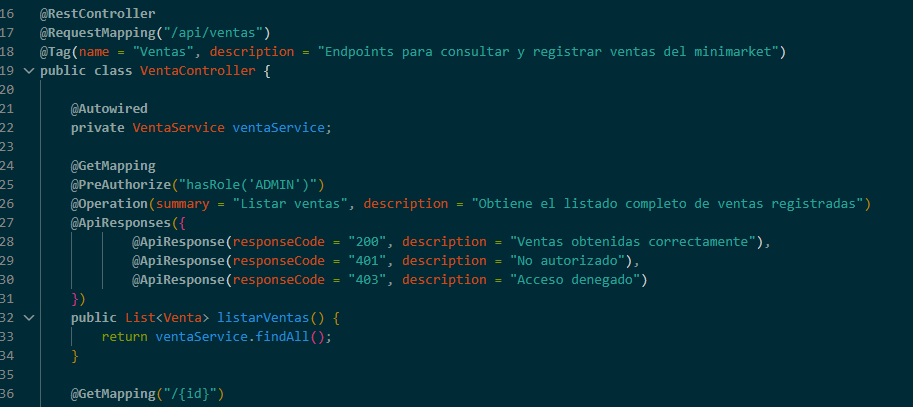 16 @RestController
17 @RequestMapping("/api/ventas")
18 @Tag(name = "Ventas", description = "Endpoints para consultar y registrar ventas del minimarket")
19 public class VentaController {
20
21 @Autowired
22 private VentaService ventaService;
23
24 @GetMapping
25 @PreAuthorize("hasRole('ADMIN')")
26 @Operation(summary = "Listar ventas", description = "Obtiene el listado completo de ventas registradas")
27 @ApiResponses({
28 @ApiResponse(responseCode = "200", description = "Ventas obtenidas correctamente"),
29 @ApiResponse(responseCode = "401", description = "No autorizado"),
30 @ApiResponse(responseCode = "403", description = "Acceso denegado")
31 })
32 public List<Venta> listarVentas() {
33 return ventaService.findAll();
34 }
35
36 @GetMapping("/{id}")